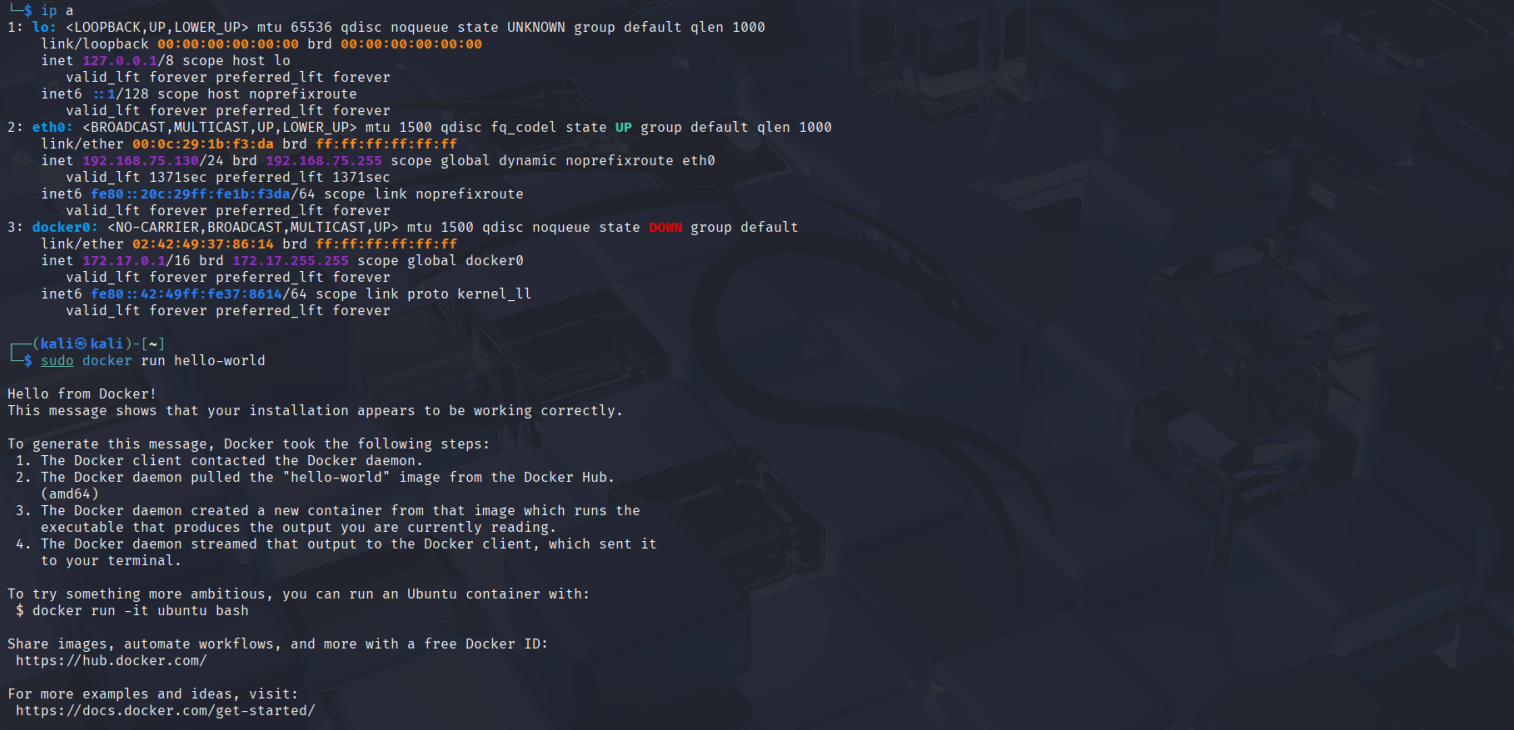 └─$ ip a
1: lo: <LOOPBACK,UP,LOWER_UP> mtu 65536 qdisc noqueue state UNKNOWN group default qlen 1000
    link/loopback 00:00:00:00:00:00 brd 00:00:00:00:00:00
    inet 127.0.0.1/8 scope host lo
       valid_lft forever preferred_lft forever
    inet6 ::1/128 scope host noprefixroute
       valid_lft forever preferred_lft forever
2: eth0: <BROADCAST,MULTICAST,UP,LOWER_UP> mtu 1500 qdisc fq_codel state UP group default qlen 1000
    link/ether 00:0c:29:1b:f3:da brd ff:ff:ff:ff:ff:ff
    inet 192.168.75.130/24 brd 192.168.75.255 scope global dynamic noprefixroute eth0
       valid_lft 1371sec preferred_lft 1371sec
    inet6 fe80::20c:29ff:fe1b:f3da/64 scope link noprefixroute
       valid_lft forever preferred_lft forever
3: docker0: <NO-CARRIER,BROADCAST,MULTICAST,UP> mtu 1500 qdisc noqueue state DOWN group default
    link/ether 02:42:49:37:86:14 brd ff:ff:ff:ff:ff:ff
    inet 172.17.0.1/16 brd 172.17.255.255 scope global docker0
       valid_lft forever preferred_lft forever
    inet6 fe80::42:49ff:fe37:8614/64 scope link proto kernel_ll
       valid_lft forever preferred_lft forever

┌──(kali㉿kali)-[~]
└─$ sudo docker run hello-world

Hello from Docker!
This message shows that your installation appears to be working correctly.

To generate this message, Docker took the following steps:
 1. The Docker client contacted the Docker daemon.
 2. The Docker daemon pulled the "hello-world" image from the Docker Hub.
    (amd64)
 3. The Docker daemon created a new container from that image which runs the
    executable that produces the output you are currently reading.
 4. The Docker daemon streamed that output to the Docker client, which sent it
    to your terminal.

To try something more ambitious, you can run an Ubuntu container with:
 $ docker run -it ubuntu bash

Share images, automate workflows, and more with a free Docker ID:
 https://hub.docker.com/

For more examples and ideas, visit:
 https://docs.docker.com/get-started/